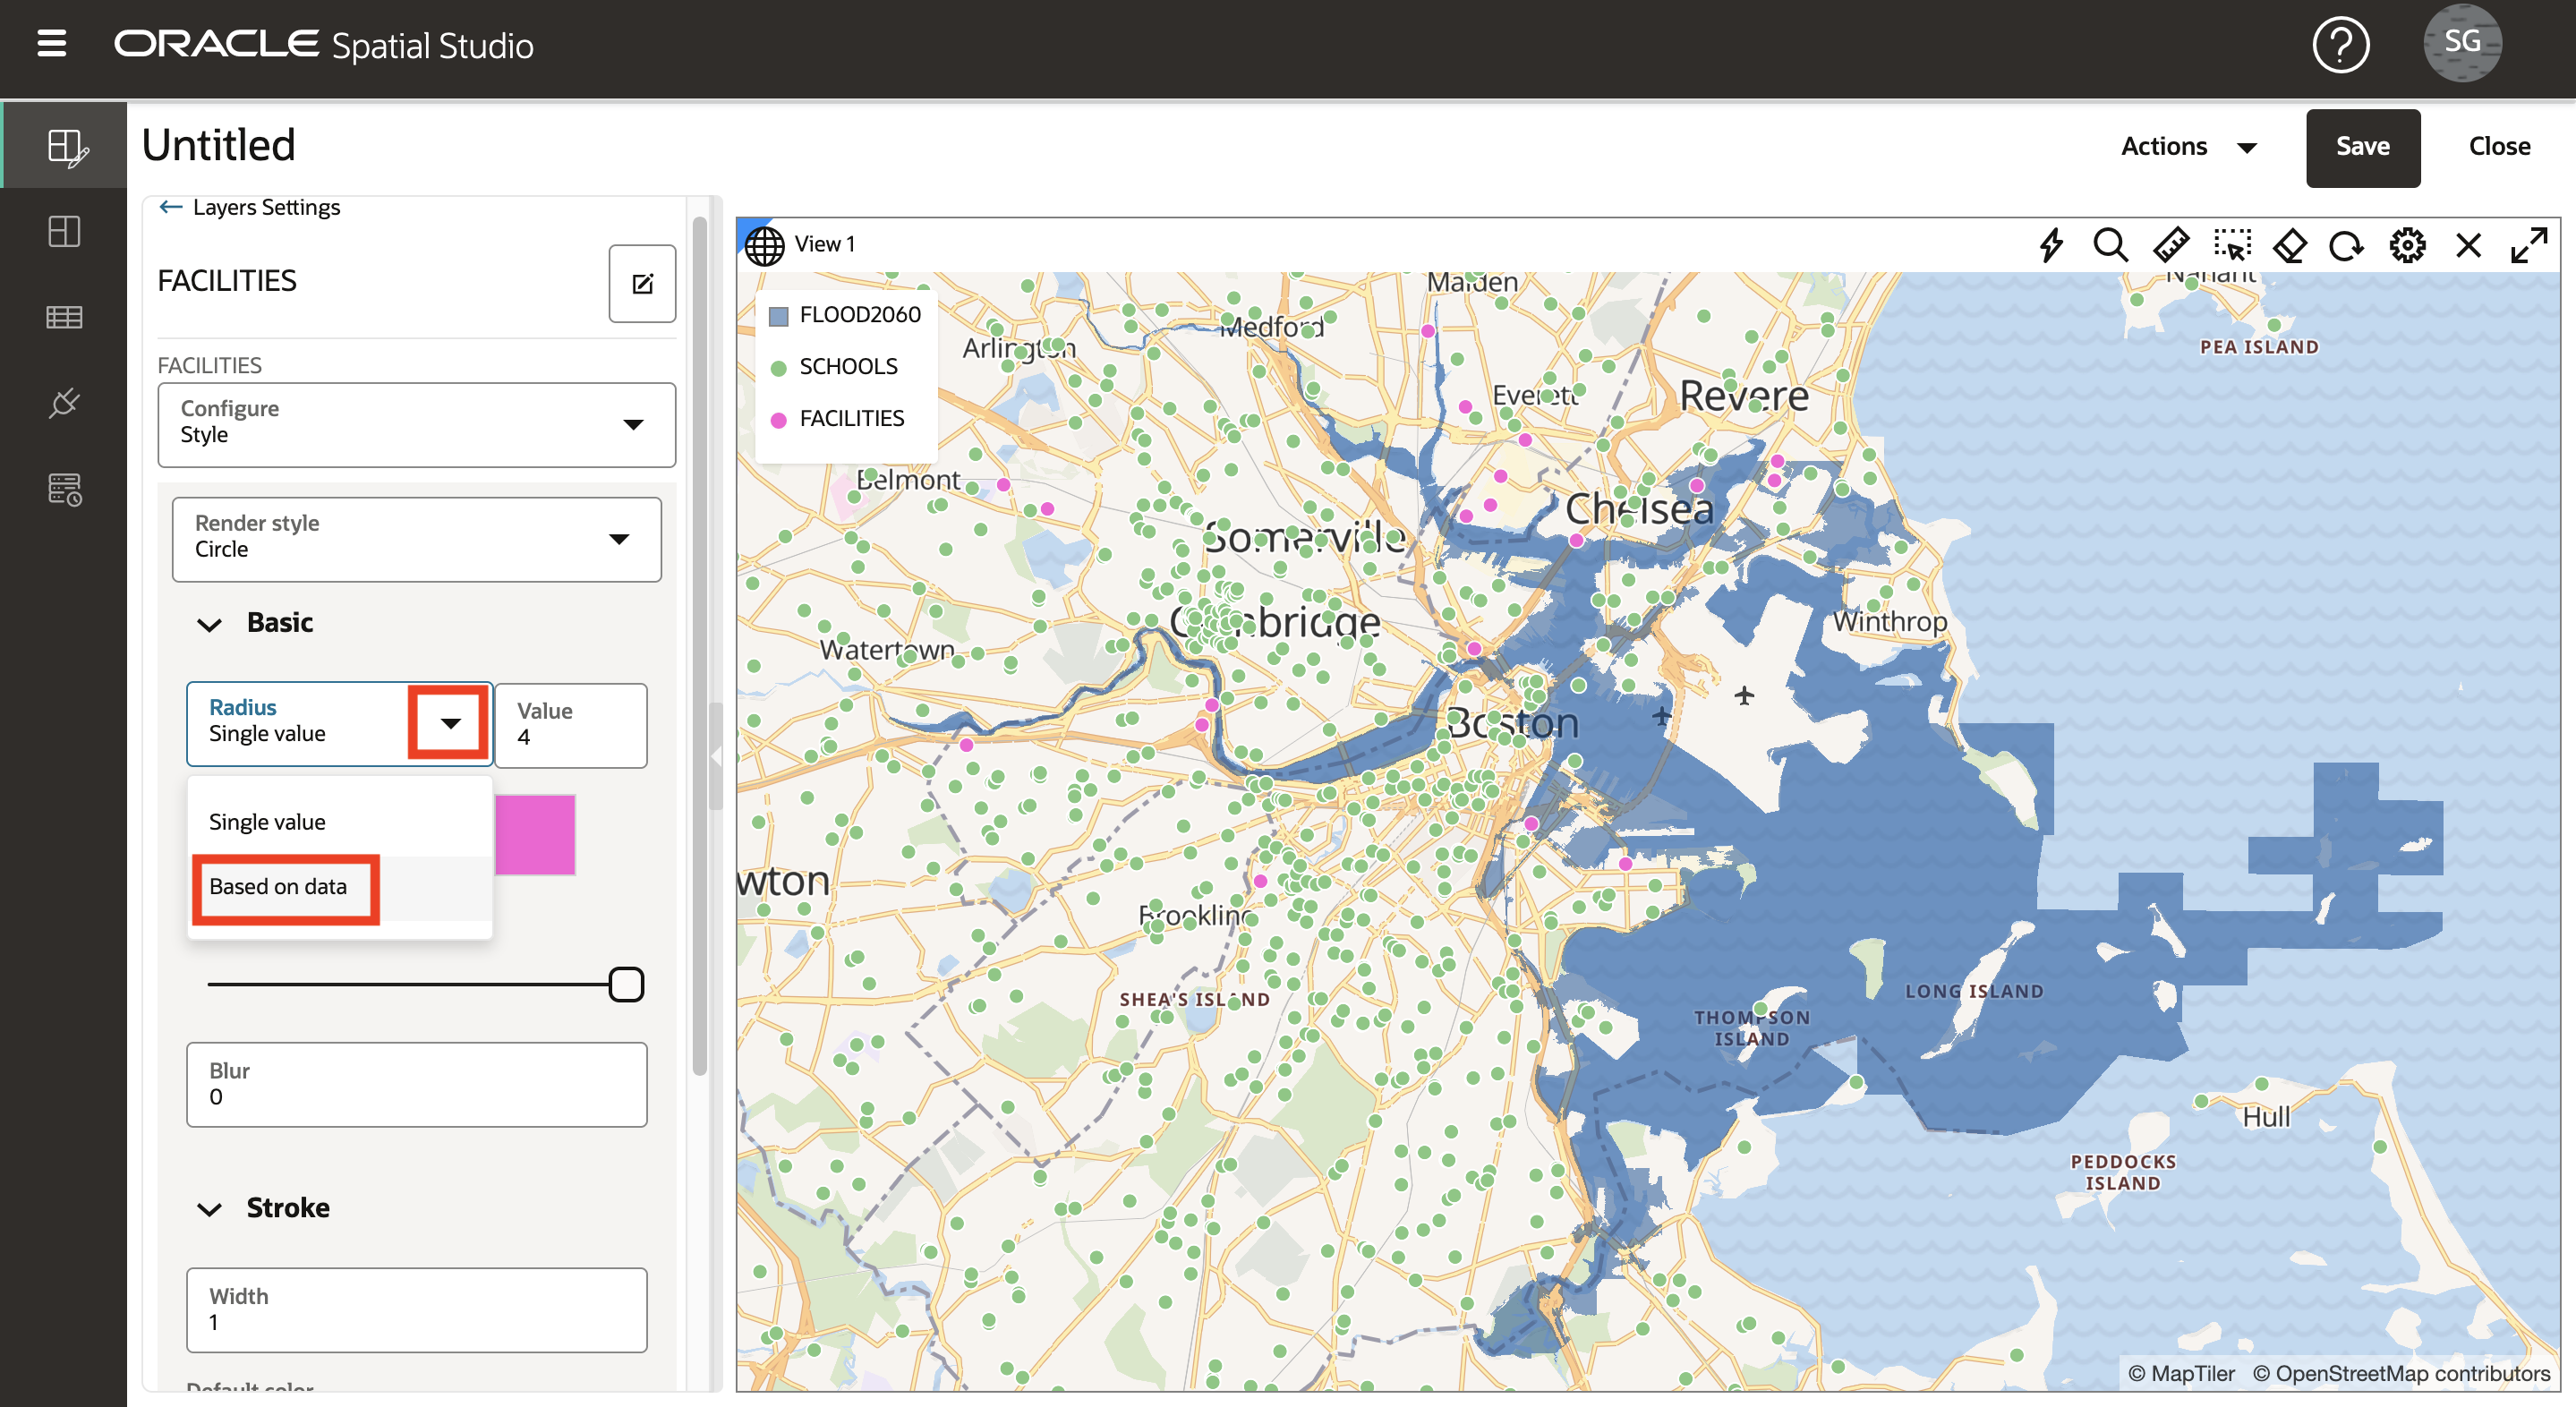 ORACLE Spatial Studio
SG
Untitled
Actions
Save
Close
Layers Settings
FACILITIES
FACILITIES
Configure
Style
Render style
Circle
Basic
Radius
Single value
Value
4
Single value
Based on data
Blur
0
Stroke
Width
1
Default color
View 1
FLOOD2060
SCHOOLS
FACILITIES
Malden
Nahant
Medford
Arlington
PEA ISLAND
Everett
Revere
Belmont
Chelsea
Somerville
Cambridge
Winthrop
Watertown
Boston
wton
Brookline
SHEA'S ISLAND
LONG ISLAND
THOMPSON
ISLAND
Hull
PEDDOCKS
ISLAND
© MapTiler © OpenStreetMap contributors